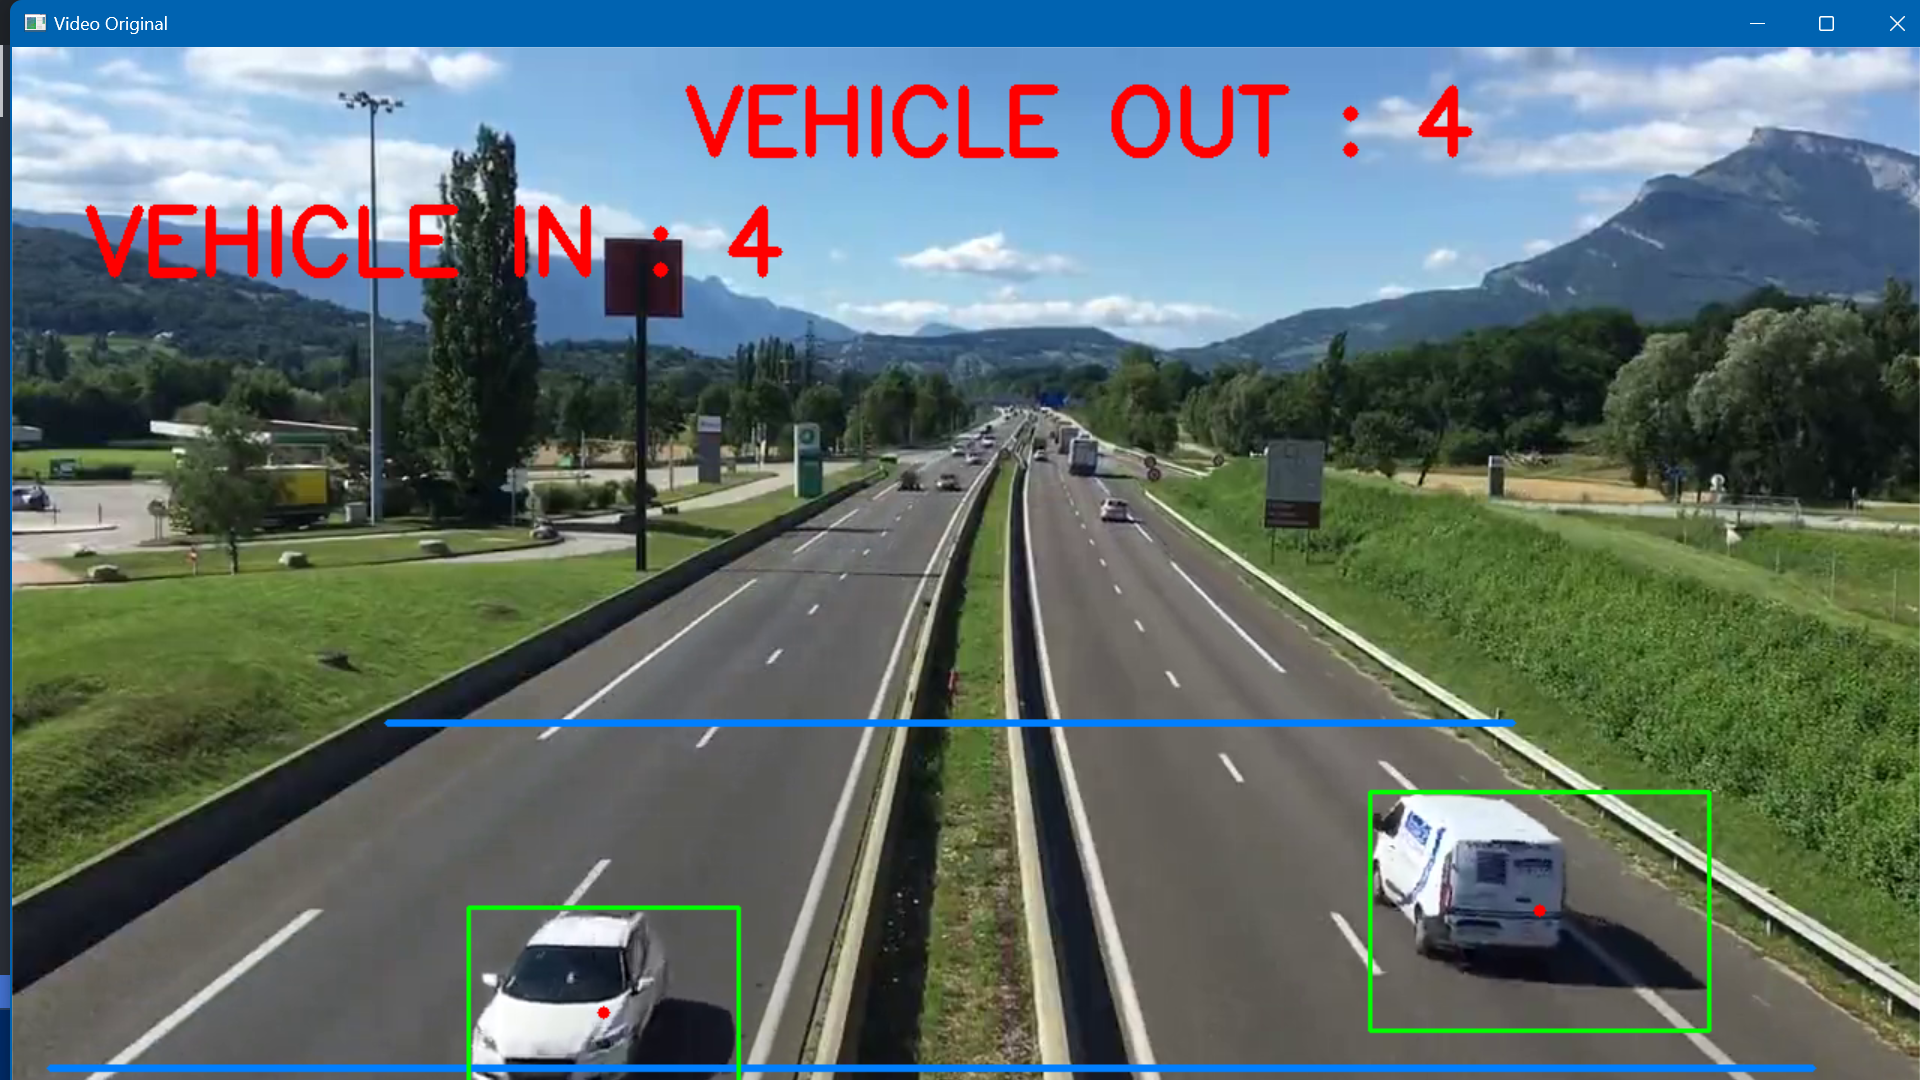 Video Original
VEHICLE OUT : 4
VEHICLE IN : 4